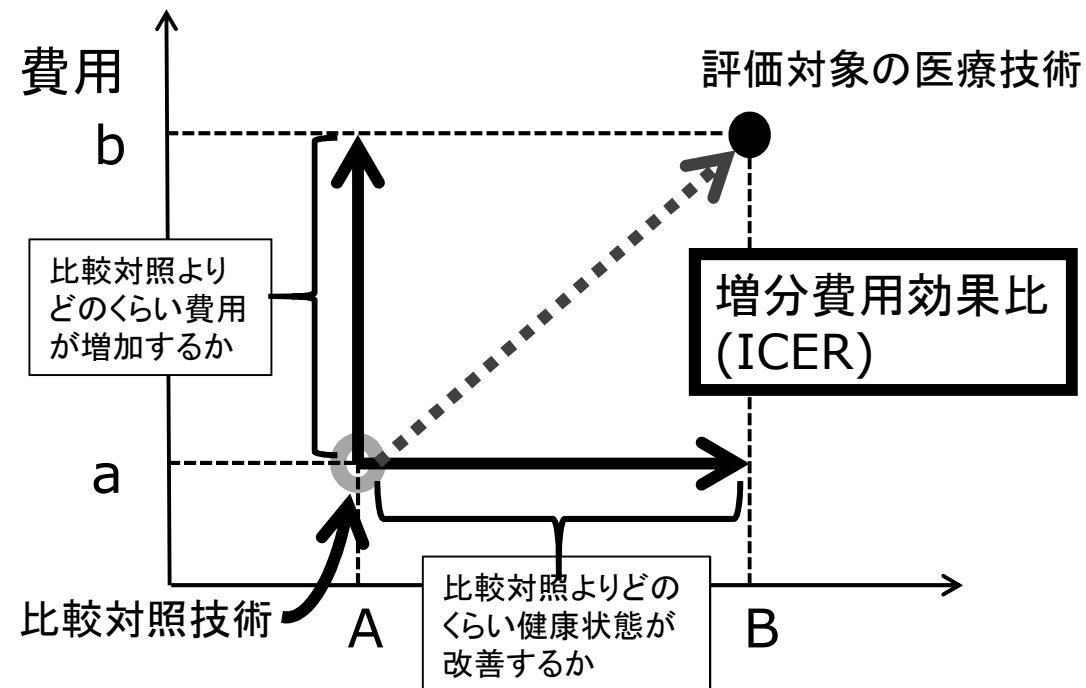 費用
評価対象の医療技術
b
比較対照より
どのくらい費用
が増加するか
増分費用効果比
(ICER)
a
比較対照技術
A
比較対照よりどの
くらい健康状態が
改善するか
B